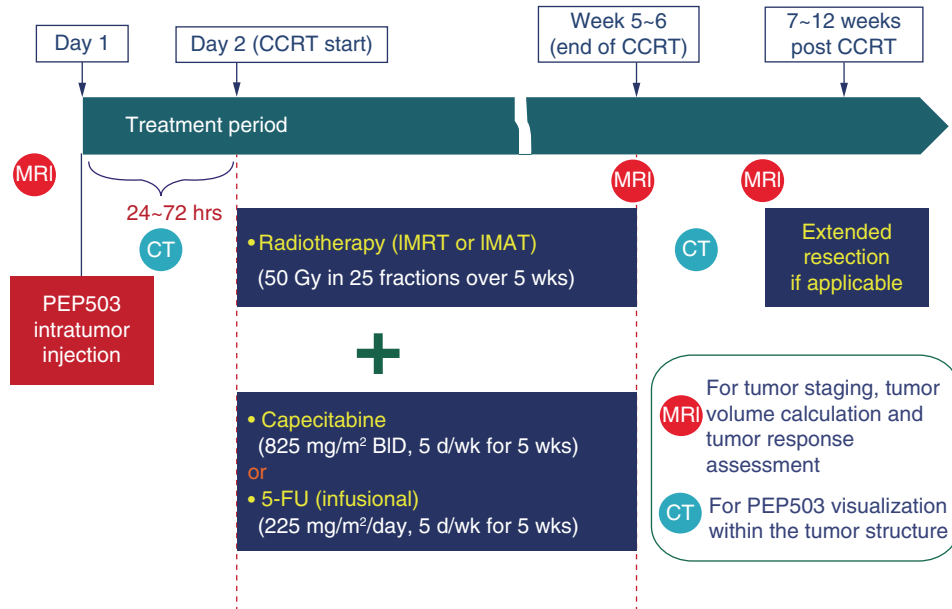 Day 1
Day 2 (CCRT start)
Week 5~6
(end of CCRT)
7~12 weeks
post CCRT
Treatment period
MRI
MRI
MRI
24~72 hrs
CT
CT
PEP503
intratumor
injection
• Radiotherapy (IMRT or IMAT)
(50 Gy in 25 fractions over 5 wks)
Extended
resection
if applicable
+
• Capecitabine
(825 mg/m² BID, 5 d/wk for 5 wks)
or
• 5-FU (infusional)
(225 mg/m²/day, 5 d/wk for 5 wks)
MRI
For tumor staging, tumor
volume calculation and
tumor response
assessment
CT
For PEP503 visualization
within the tumor structure